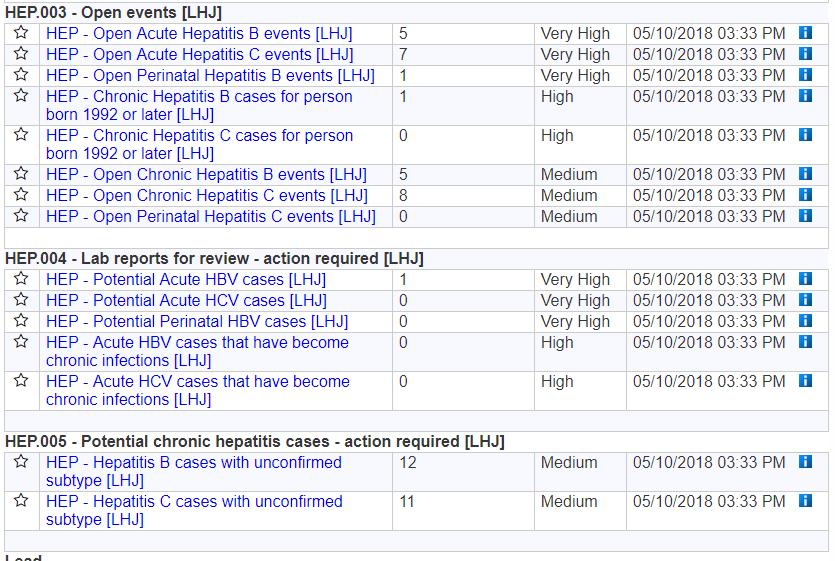 HEP.003 - Open events [LHJ]
HEP - Open Acute Hepatitis B events [LHJ] 5 Very High 05/10/2018 03:33 PM
HEP - Open Acute Hepatitis C events [LHJ] 7 Very High 05/10/2018 03:33 PM
HEP - Open Perinatal Hepatitis B events [LHJ] 1 Very High 05/10/2018 03:33 PM
HEP - Chronic Hepatitis B cases for person 1 High 05/10/2018 03:33 PM
born 1992 or later [LHJ]
HEP - Chronic Hepatitis C cases for person 0 High 05/10/2018 03:33 PM
born 1992 or later [LHJ]
HEP - Open Chronic Hepatitis B events [LHJ] 5 Medium 05/10/2018 03:33 PM
HEP - Open Chronic Hepatitis C events [LHJ] 8 Medium 05/10/2018 03:33 PM
HEP - Open Perinatal Hepatitis C events [LHJ] 0 Medium 05/10/2018 03:33 PM
HEP.004 - Lab reports for review - action required [LHJ]
HEP - Potential Acute HBV cases [LHJ] 1 Very High 05/10/2018 03:33 PM
HEP - Potential Acute HCV cases [LHJ] 0 Very High 05/10/2018 03:33 PM
HEP - Potential Perinatal HBV cases [LHJ] 0 Very High 05/10/2018 03:33 PM
HEP - Acute HBV cases that have become 0 High 05/10/2018 03:33 PM
chronic infections [LHJ]
HEP - Acute HCV cases that have become 0 High 05/10/2018 03:33 PM
chronic infections [LHJ]
HEP.005 - Potential chronic hepatitis cases - action required [LHJ]
HEP - Hepatitis B cases with unconfirmed 12 Medium 05/10/2018 03:33 PM
subtype [LHJ]
HEP - Hepatitis C cases with unconfirmed 11 Medium 05/10/2018 03:33 PM
subtype [LHJ]